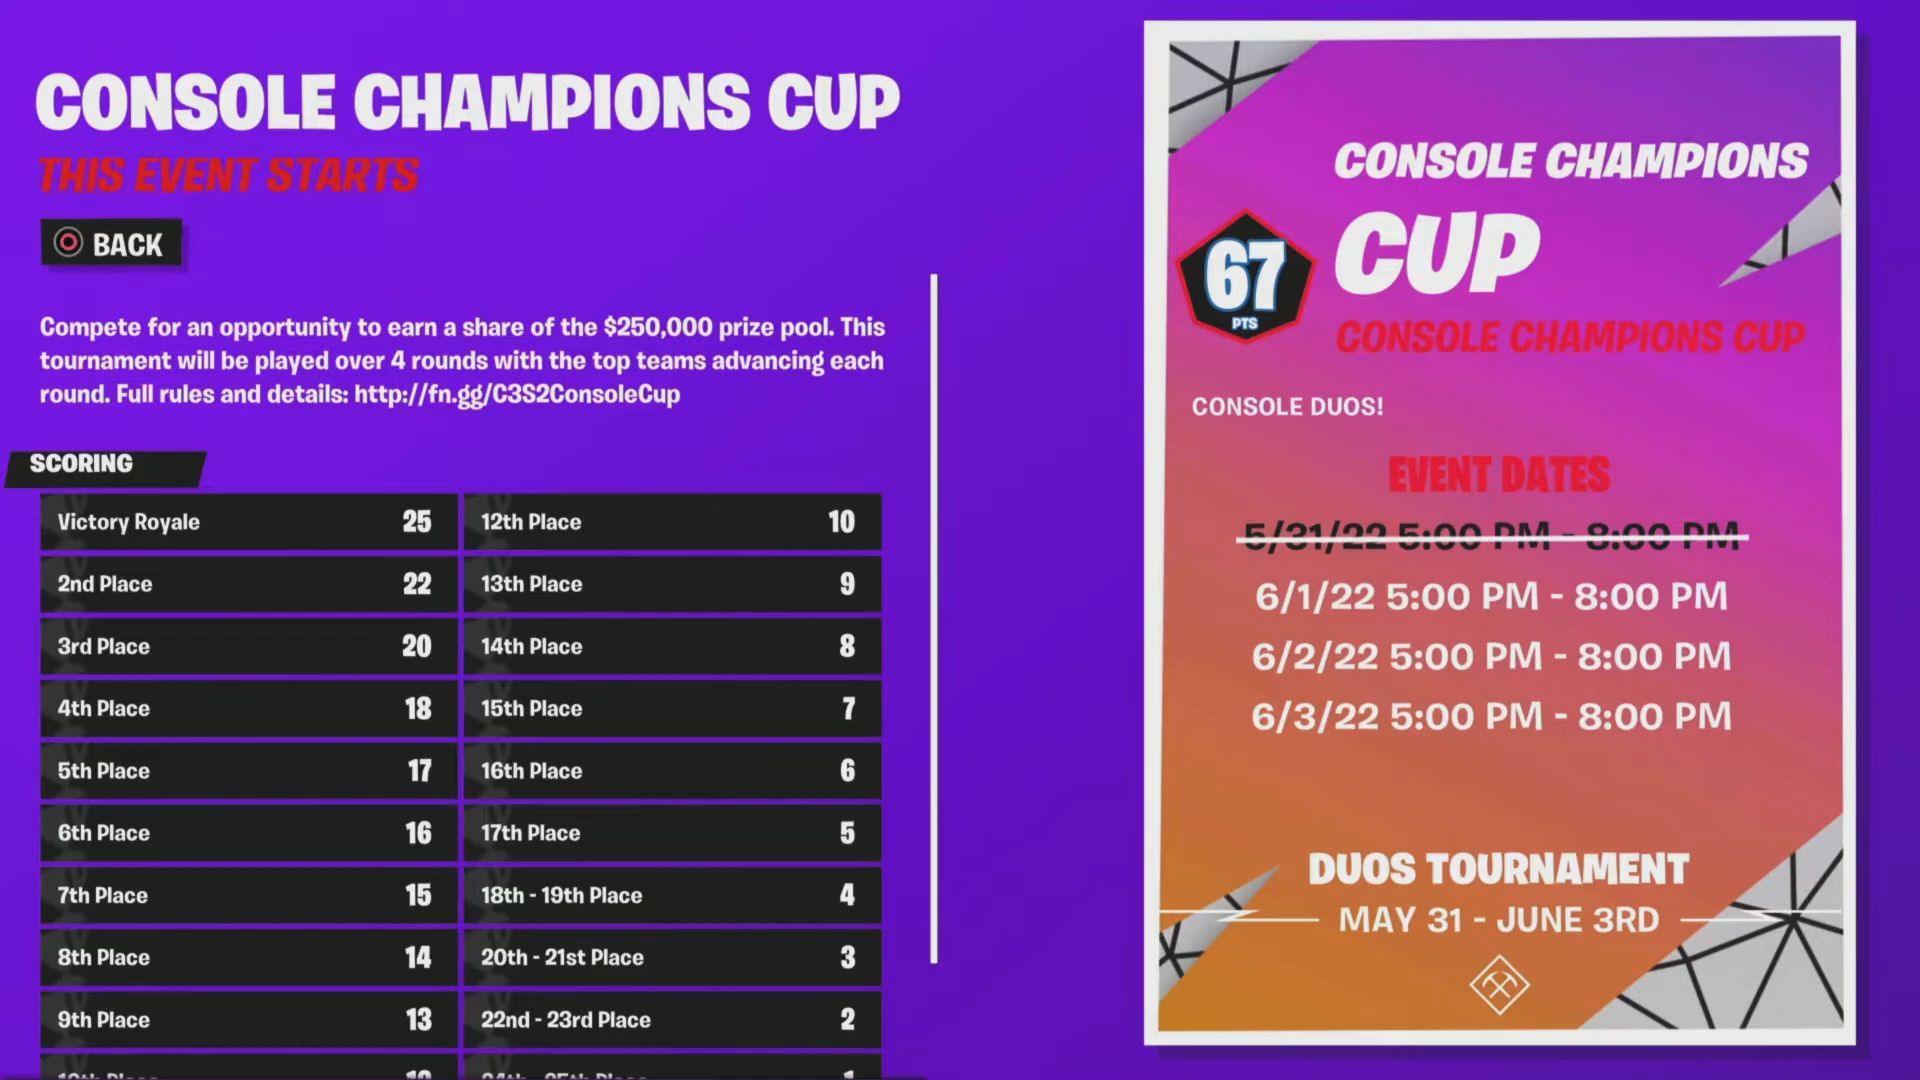 CONSOLE CHAMPIONS CUP
THIS EVENT STARTS
BACK
Compete for an opportunity to earn a share of the $250,000 prize pool. This
tournament will be played over 4 rounds with the top teams advancing each
round. Full rules and details: http://fn.gg/C3S2ConsoleCup
SCORING
Victory Royale 25
2nd Place 22
3rd Place 20
4th Place 18
5th Place 17
6th Place 16
7th Place 15
8th Place 14
9th Place 13
12th Place 10
13th Place 9
14th Place 8
15th Place 7
16th Place 6
17th Place 5
18th - 19th Place 4
20th - 21st Place 3
22nd - 23rd Place 2
CONSOLE CHAMPIONS
CUP
67
PTS
CONSOLE CHAMPIONS CUP
CONSOLE DUOS!
EVENT DATES
5/31/22 5:00 PM - 8:00 PM
6/1/22 5:00 PM - 8:00 PM
6/2/22 5:00 PM - 8:00 PM
6/3/22 5:00 PM - 8:00 PM
DUOS TOURNAMENT
MAY 31 - JUNE 3RD